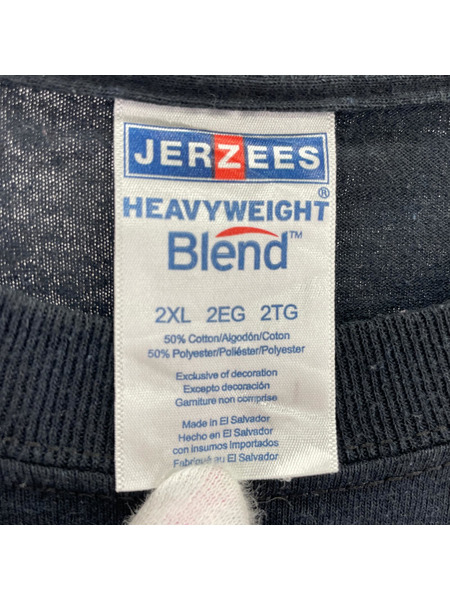 JERZEES
HEAVYWEIGHT®
Blend™
2XL 2EG 2TG
50% Cotton/Algodón/Coton
50% Polyester/Poliéster/Polyester
Exclusive of decoration
Excepto decoración
Garniture non comprise
Made in El Salvador
Hecho en El Salvador
con insumos Importados
Fabriqué au El Salvador